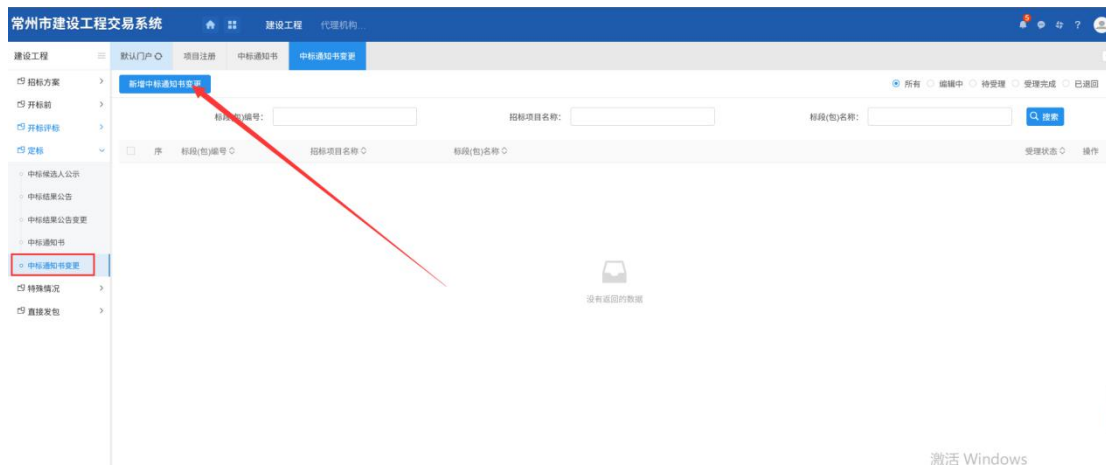 常州市建设工程交易系统 建设工程 代理机构... 5 ?
建设工程 默认门户 项目注册 中标通知书 中标通知书变更
招标方案 新增中标通知书变更 所有 编辑中 待受理 受理完成 已退回
开标前 标段(包)编号： 招标项目名称： 标段(包)名称： 搜索
开标评标
定标 序 标段(包)编号 招标项目名称 标段(包)名称 受理状态 操作
中标候选人公示
中标结果公告
中标结果公告变更
中标通知书
中标通知书变更
特殊情况
没有返回的数据
直接发包
激活 Windows